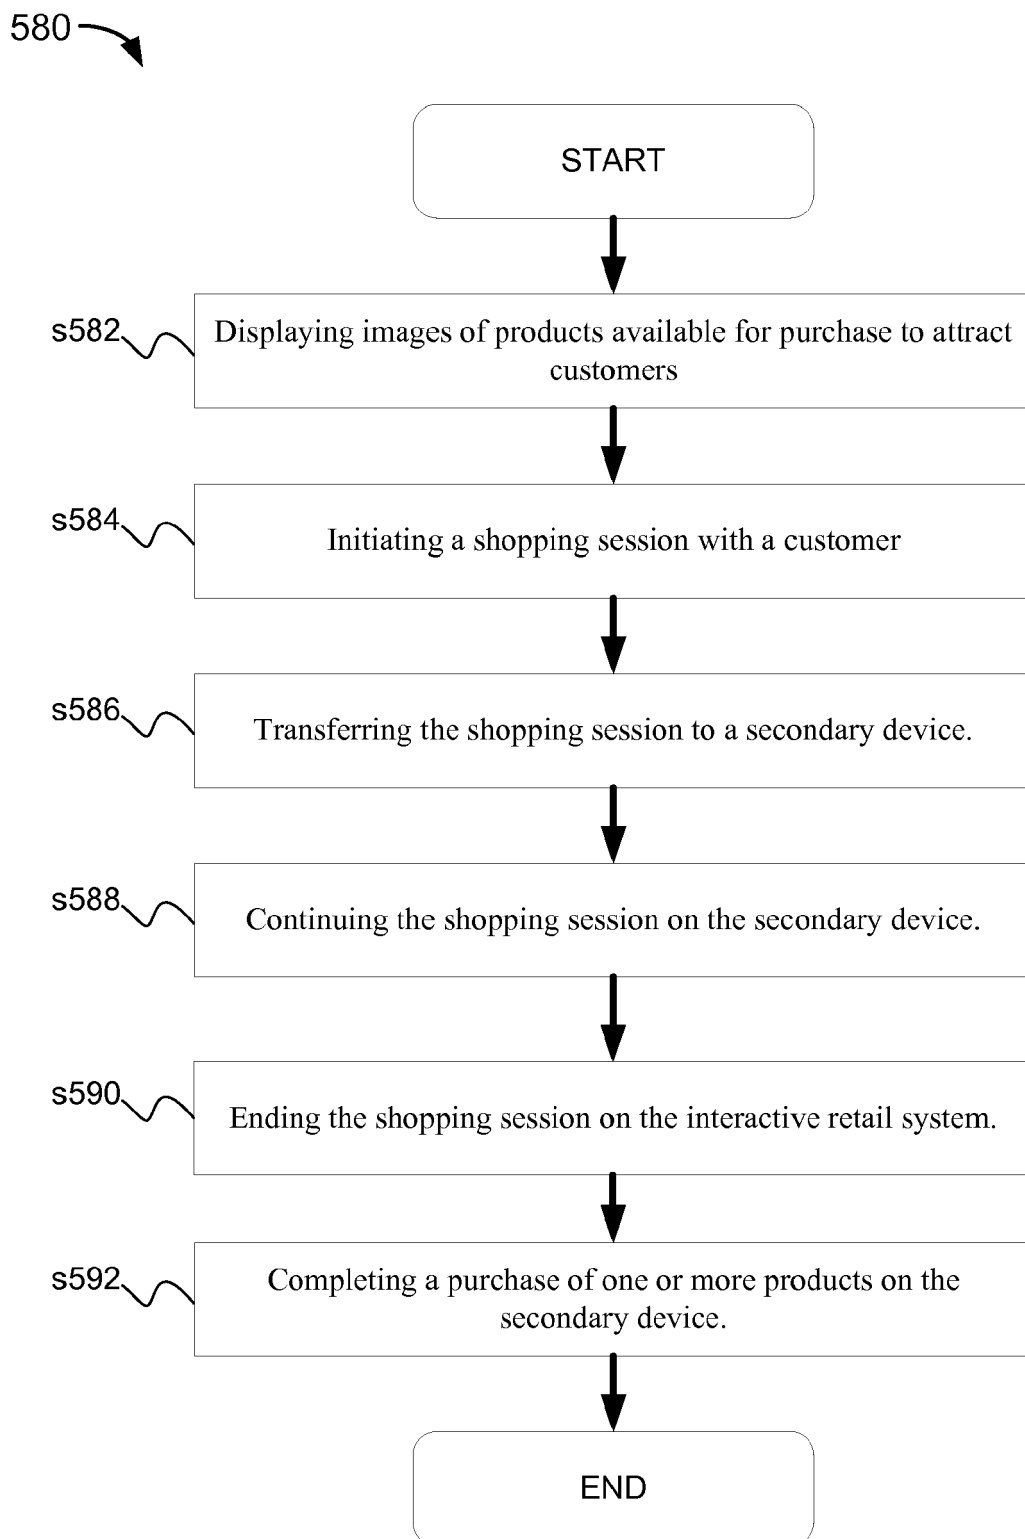 580
START
s582
Displaying images of products available for purchase to attract
customers
s584
Initiating a shopping session with a customer
s586
Transferring the shopping session to a secondary device.
s588
Continuing the shopping session on the secondary device.
s590
Ending the shopping session on the interactive retail system.
s592
Completing a purchase of one or more products on the
secondary device.
END